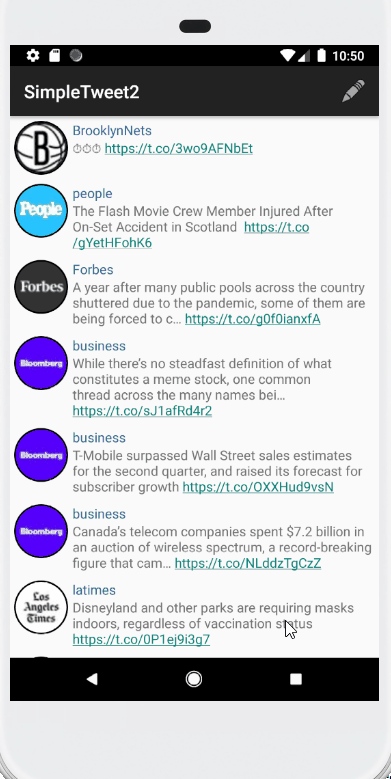 10:50
SimpleTweet2
BrooklynNets
⏱⏱⏱ https://t.co/3wo9AFNbEt
people
People
The Flash Movie Crew Member Injured After
On-Set Accident in Scotland https://t.co
/gYetHFohK6
Forbes
Forbes
A year after many public pools across the country
shuttered due to the pandemic, some of them are
being forced to c… https://t.co/g0f0ianxfA
business
Bloomberg
While there's no steadfast definition of what
constitutes a meme stock, one common
thread across the many names bei…
https://t.co/sJ1afRd4r2
business
Bloomberg
T-Mobile surpassed Wall Street sales estimates
for the second quarter, and raised its forecast for
subscriber growth https://t.co/OXXHud9vsN
business
Bloomberg
Canada's telecom companies spent $7.2 billion in
an auction of wireless spectrum, a record-breaking
figure that cam… https://t.co/NLddzTgCzZ
latimes
Los
Angeles
Times
Disneyland and other parks are requiring masks
indoors, regardless of vaccination status
https://t.co/0P1ej9i3g7